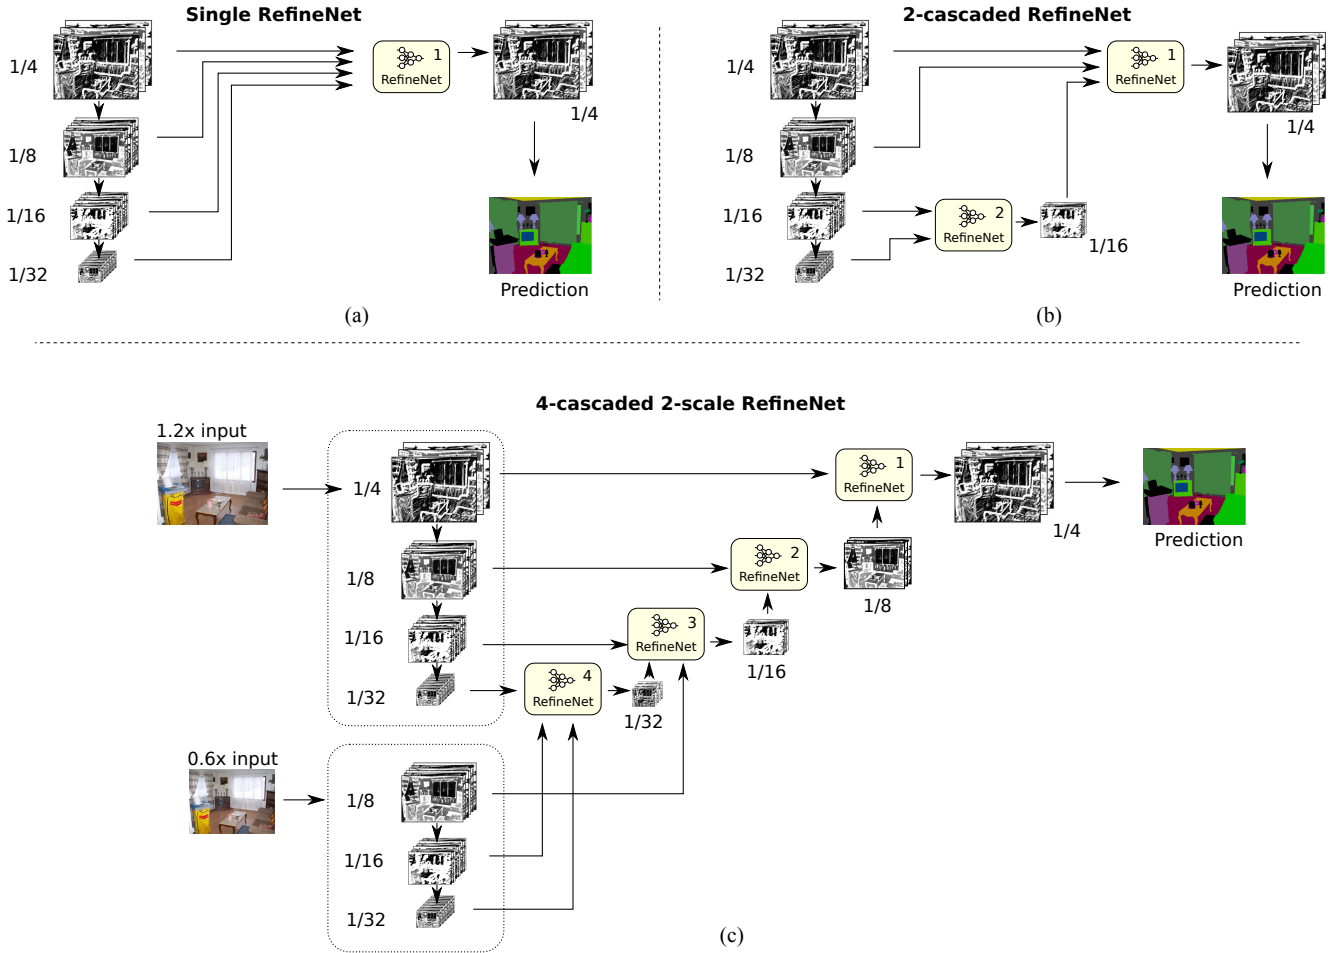 Single RefineNet
1/4
1/8
1/16
1/32
1
RefineNet
1/4
Prediction
(a)
2-cascaded RefineNet
1/4
1/8
1/16
1/32
1
RefineNet
2
RefineNet
1/16
1/4
Prediction
(b)
4-cascaded 2-scale RefineNet
1.2x input
1/4
1/8
1/16
1/32
0.6x input
1/8
1/16
1/32
4
RefineNet
1/32
3
RefineNet
1/16
2
RefineNet
1/8
1
RefineNet
1/4
Prediction
(c)